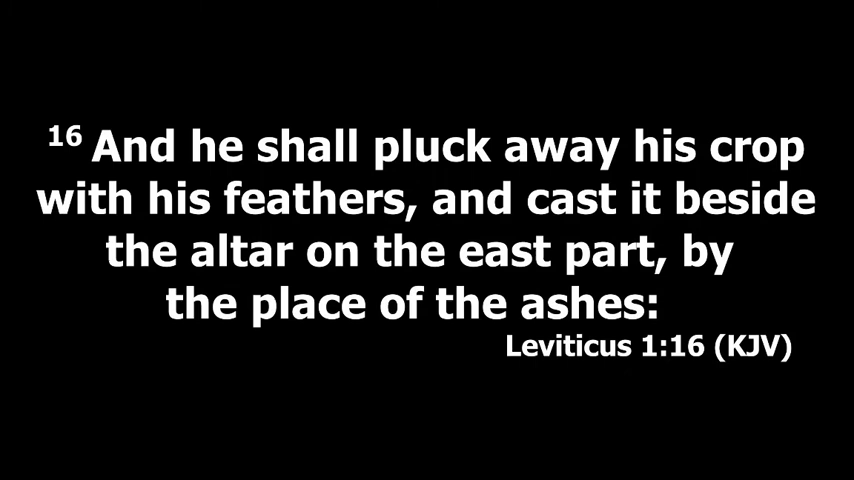 16 And he shall pluck away his crop
with his feathers, and cast it beside
the altar on the east part, by
the place of the ashes:
Leviticus 1:16 (KJV)